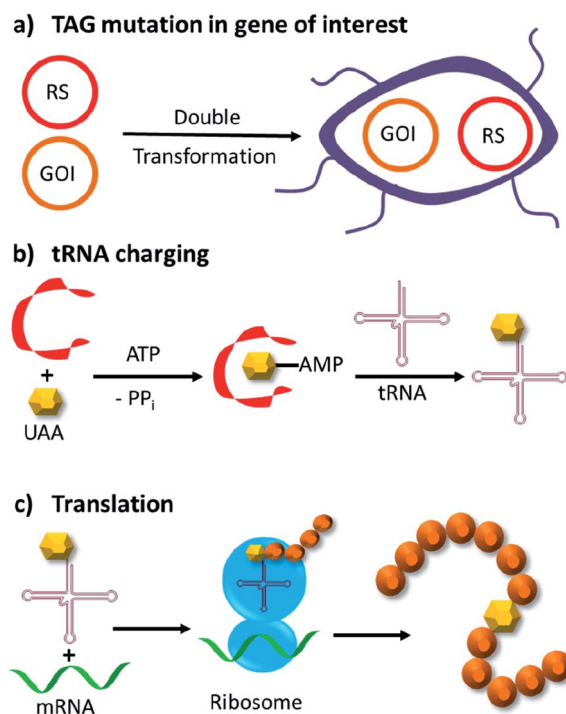 a) TAG mutation in gene of interest
RS
GOI
Double
Transformation
GOI
RS
b) tRNA charging
+
UAA
ATP
- PPi
AMP
tRNA
c) Translation
+
mRNA
Ribosome